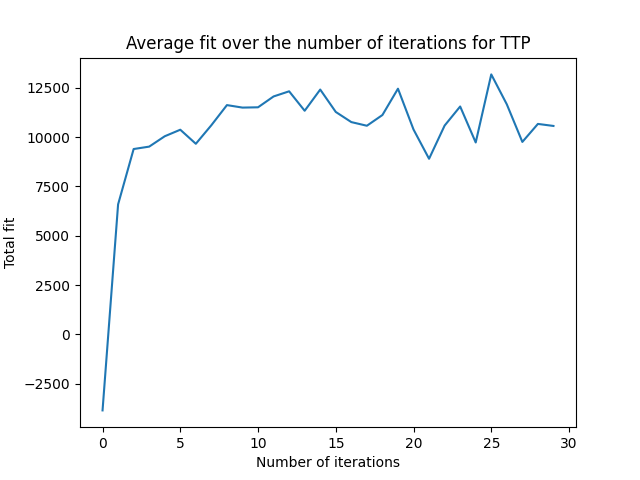 Average fit over the number of iterations for TTP
12500
10000
7500
5000
2500
0
−2500
Total fit
0 5 10 15 20 25 30
Number of iterations